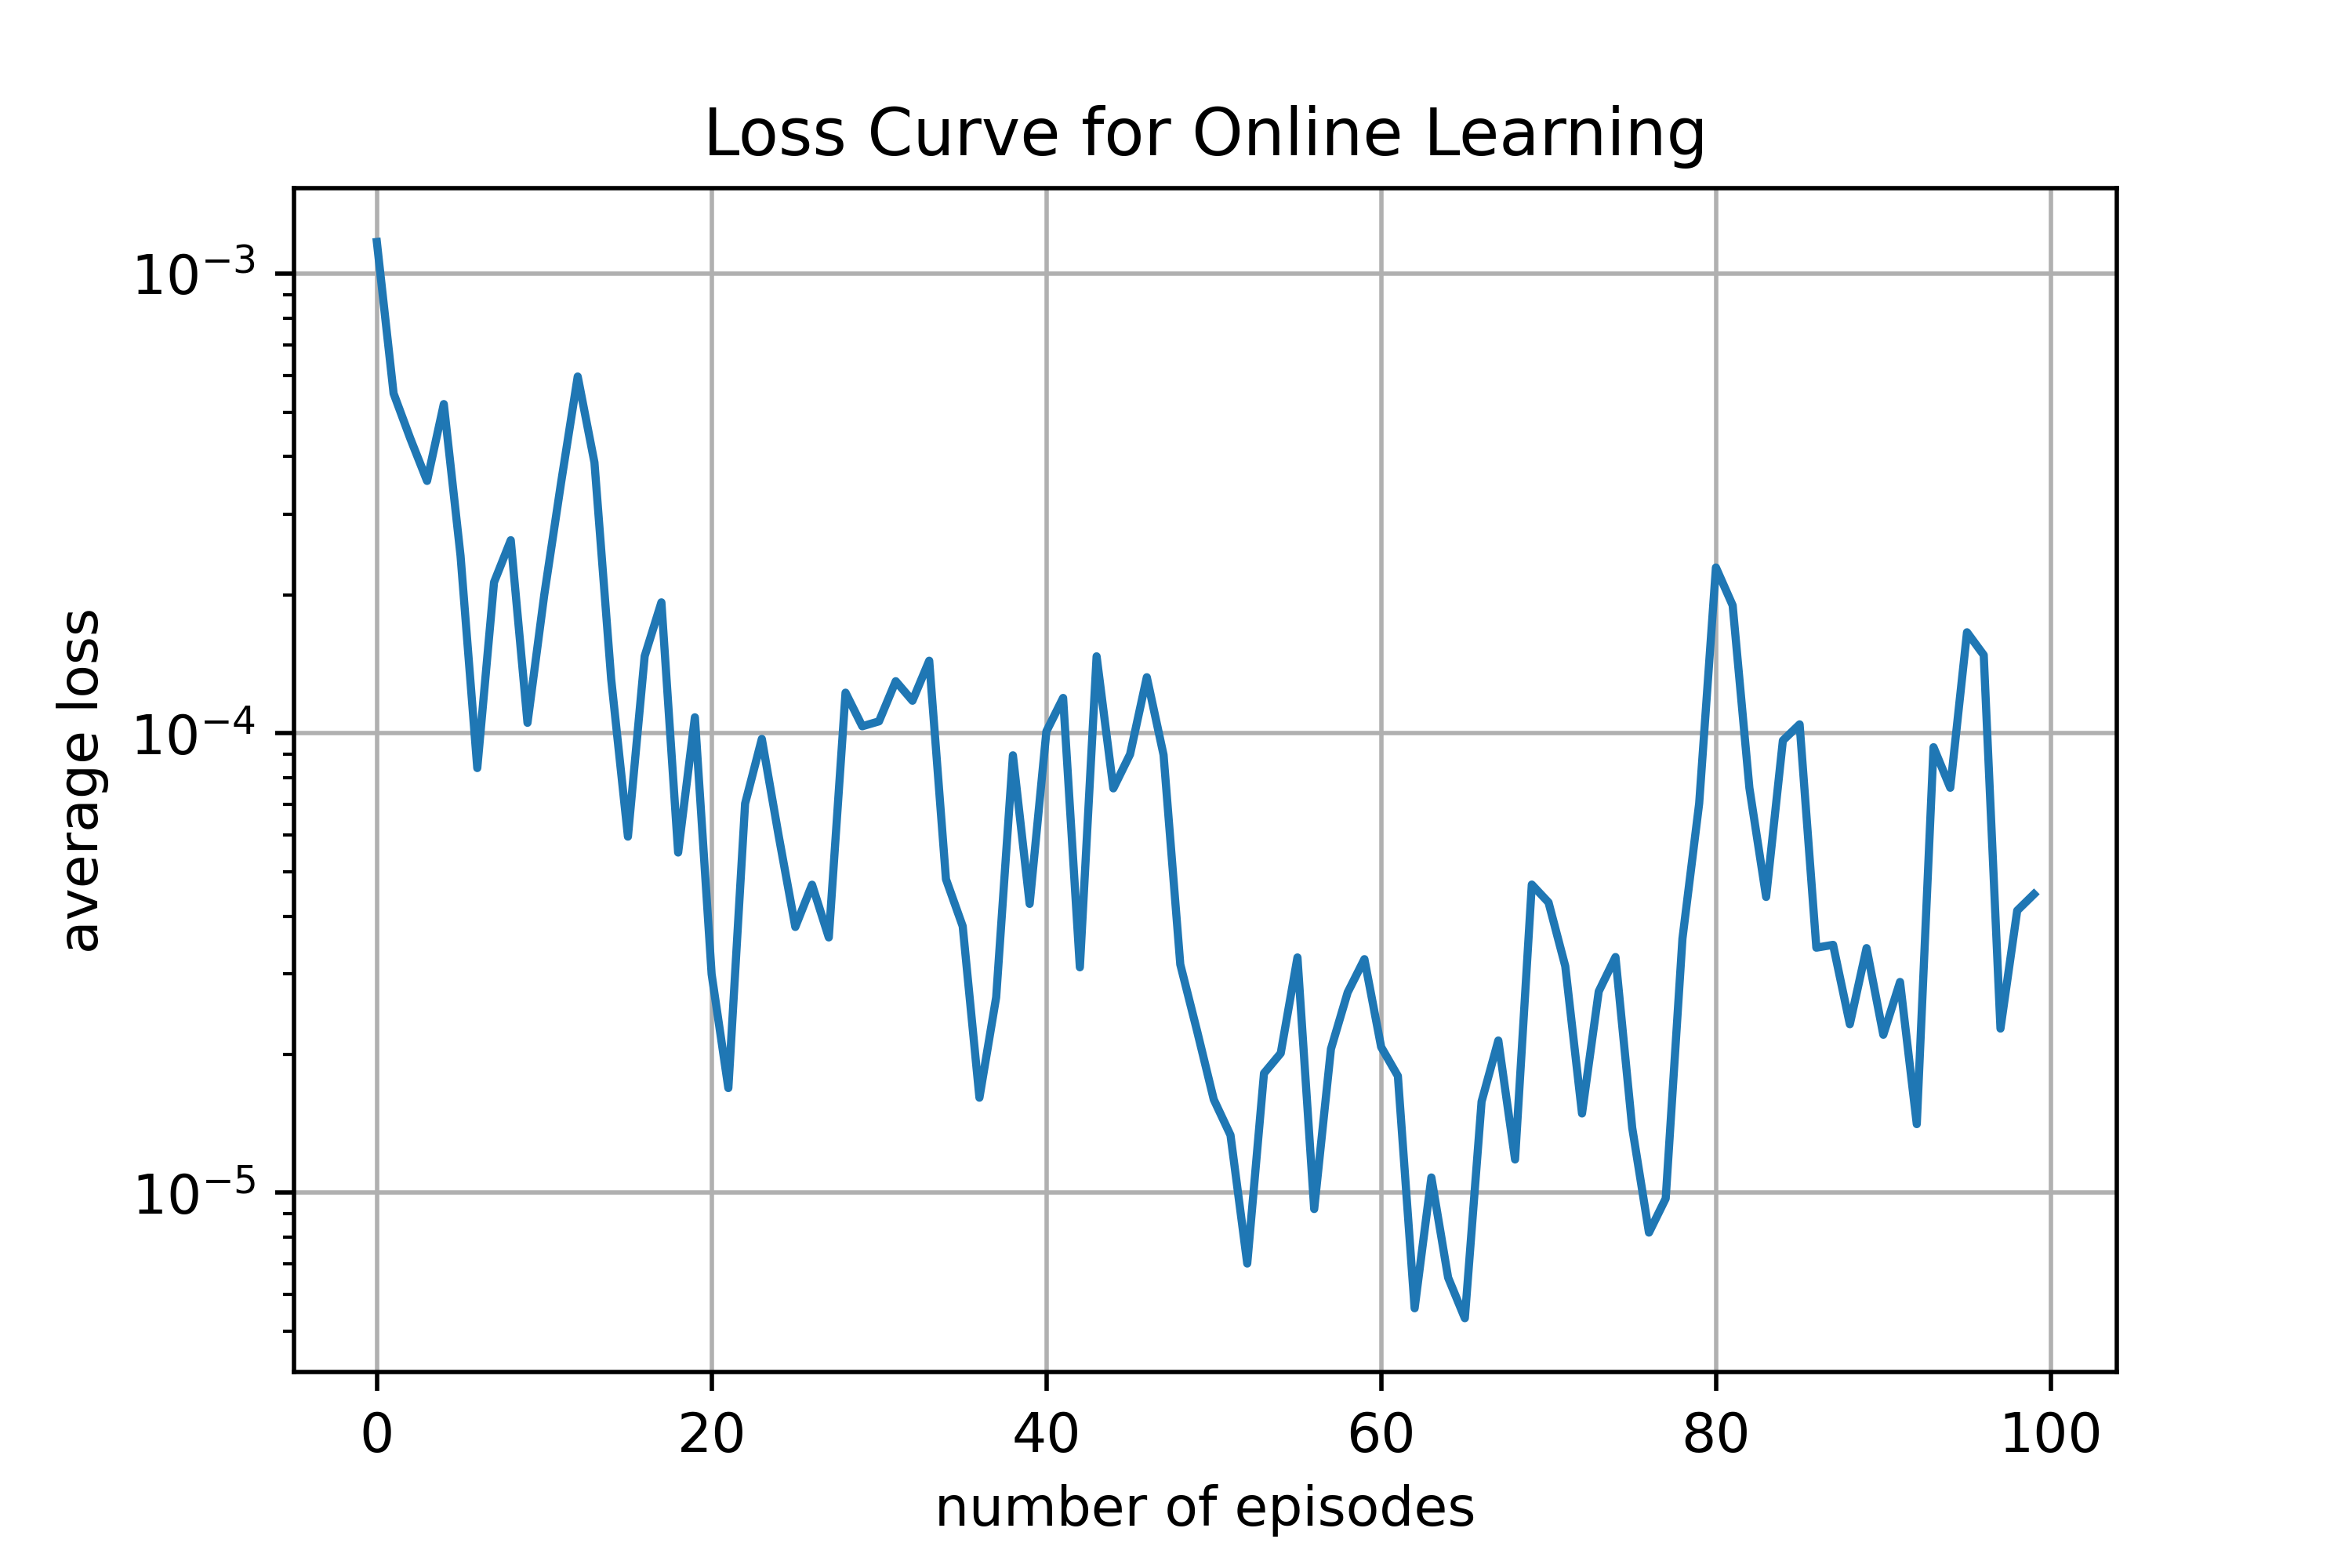 Loss Curve for Online Learning
10⁻³
10⁻⁴
10⁻⁵
average loss
0 20 40 60 80 100
number of episodes